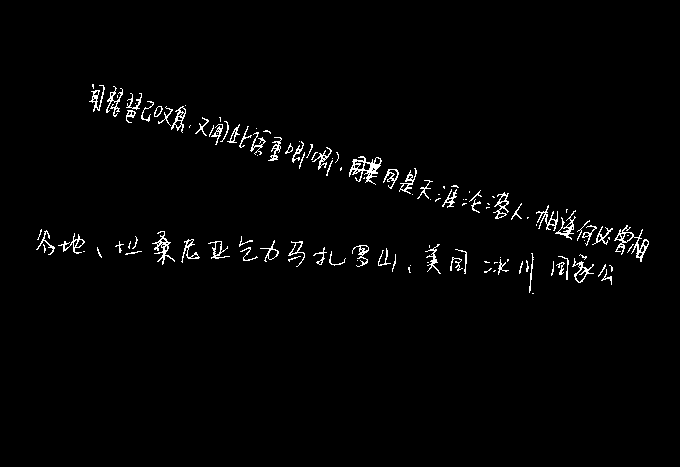 闻琵琶已叹息.又闻此语重唧唧.同是同是天涯沦落人.相逢何必曾相
谷地、坦桑尼亚乞力马扎罗山、美国冰川国家公